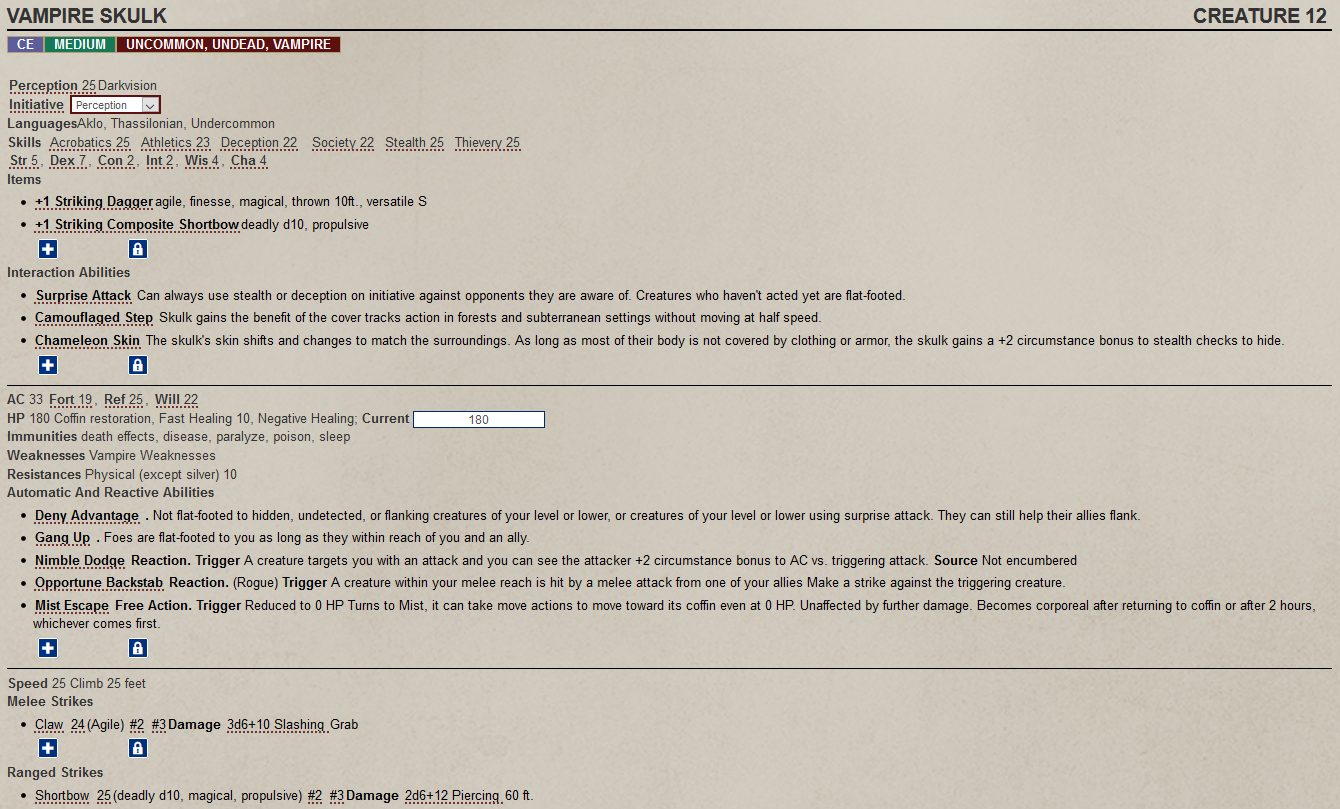 VAMPIRE SKULK CREATURE 12
CE MEDIUM UNCOMMON, UNDEAD, VAMPIRE
Perception 25 Darkvision
Initiative Perception
LanguagesAklo, Thassilonian, Undercommon
Skills Acrobatics 25 Athletics 23 Deception 22 Society 22 Stealth 25 Thievery 25
Str 5, Dex 7, Con 2, Int 2, Wis 4, Cha 4
Items
• +1 Striking Dagger agile, finesse, magical, thrown 10ft., versatile S
• +1 Striking Composite Shortbow deadly d10, propulsive
Interaction Abilities
• Surprise Attack Can always use stealth or deception on initiative against opponents they are aware of. Creatures who haven't acted yet are flat-footed.
• Camouflaged Step Skulk gains the benefit of the cover tracks action in forests and subterranean settings without moving at half speed.
• Chameleon Skin The skulk's skin shifts and changes to match the surroundings. As long as most of their body is not covered by clothing or armor, the skulk gains a +2 circumstance bonus to stealth checks to hide.
AC 33 Fort 19, Ref 25, Will 22
HP 180 Coffin restoration, Fast Healing 10, Negative Healing; Current 180
Immunities death effects, disease, paralyze, poison, sleep
Weaknesses Vampire Weaknesses
Resistances Physical (except silver) 10
Automatic And Reactive Abilities
• Deny Advantage . Not flat-footed to hidden, undetected, or flanking creatures of your level or lower, or creatures of your level or lower using surprise attack. They can still help their allies flank.
• Gang Up . Foes are flat-footed to you as long as they within reach of you and an ally.
• Nimble Dodge Reaction. Trigger A creature targets you with an attack and you can see the attacker +2 circumstance bonus to AC vs. triggering attack. Source Not encumbered
• Opportune Backstab Reaction. (Rogue) Trigger A creature within your melee reach is hit by a melee attack from one of your allies Make a strike against the triggering creature.
• Mist Escape Free Action. Trigger Reduced to 0 HP Turns to Mist, it can take move actions to move toward its coffin even at 0 HP. Unaffected by further damage. Becomes corporeal after returning to coffin or after 2 hours,
whichever comes first.
Speed 25 Climb 25 feet
Melee Strikes
• Claw 24 (Agile) #2 #3 Damage 3d6+10 Slashing Grab
Ranged Strikes
• Shortbow 25 (deadly d10, magical, propulsive) #2 #3 Damage 2d6+12 Piercing 60 ft.